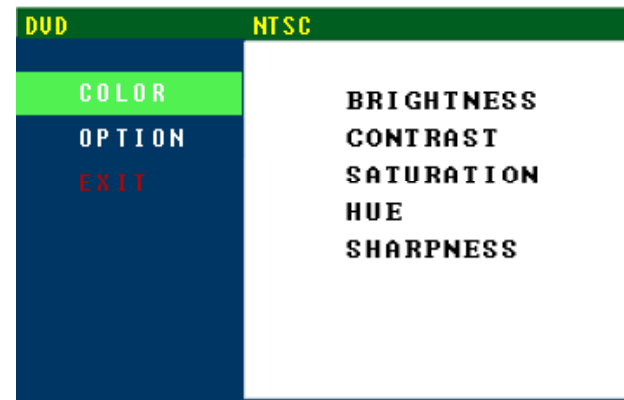 DVD NTSC
COLOR
OPTION
EXIT
BRIGHTNESS
CONTRAST
SATURATION
HUE
SHARPNESS